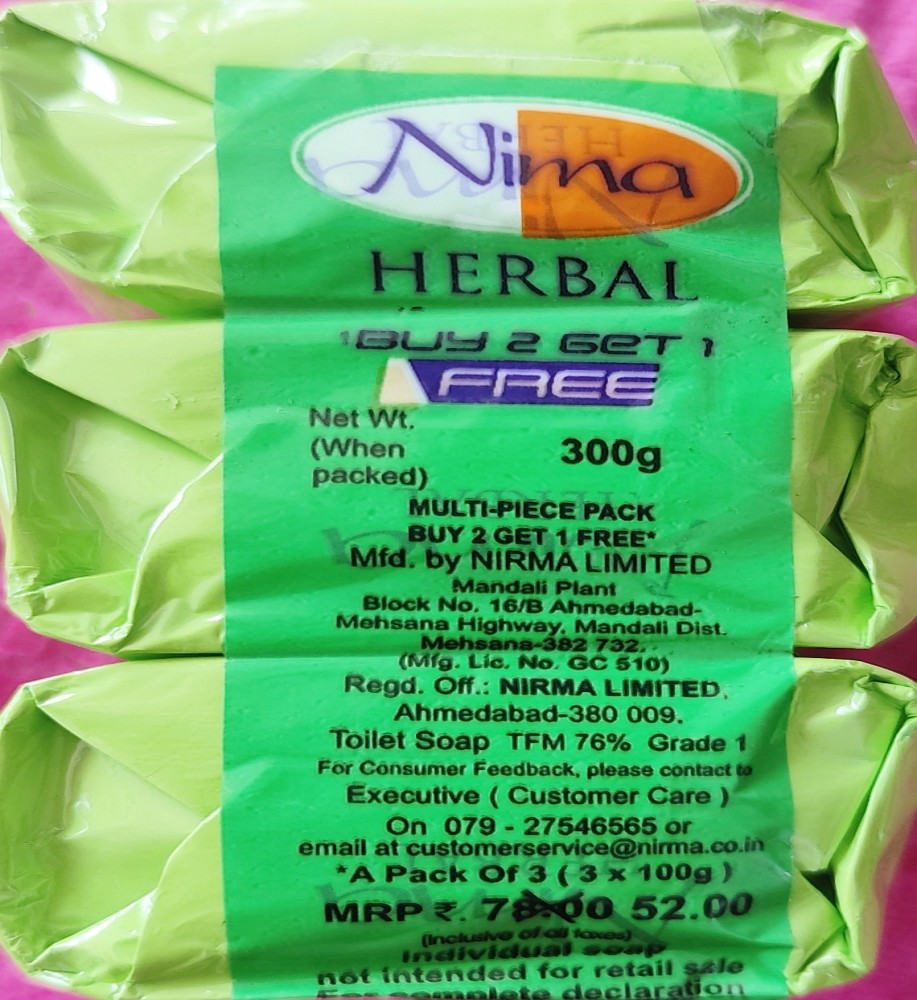 Nima
HERBAL
BUY 2 GET 1
FREE
Net Wt.
(When
packed)
300g
MULTI-PIECE PACK
BUY 2 GET 1 FREE*
Mfd. by NIRMA LIMITED
Mandali Plant
Block No. 16/B Ahmedabad-
Mehsana Highway, Mandali Dist.
Mehsana-382 732.
(Mfg. Lic. No. GC 510)
Regd. Off.: NIRMA LIMITED,
Ahmedabad-380 009.
Toilet Soap TFM 76% Grade 1
For Consumer Feedback, please contact to
Executive ( Customer Care )
On 079 - 27546565 or
email at customerservice@nirma.co.in
*A Pack Of 3 ( 3 x 100g )
MRP ₹. 78.00 52.00
(Inclusive of all taxes)
Individual soap
not intended for retail sale
For complete declaration